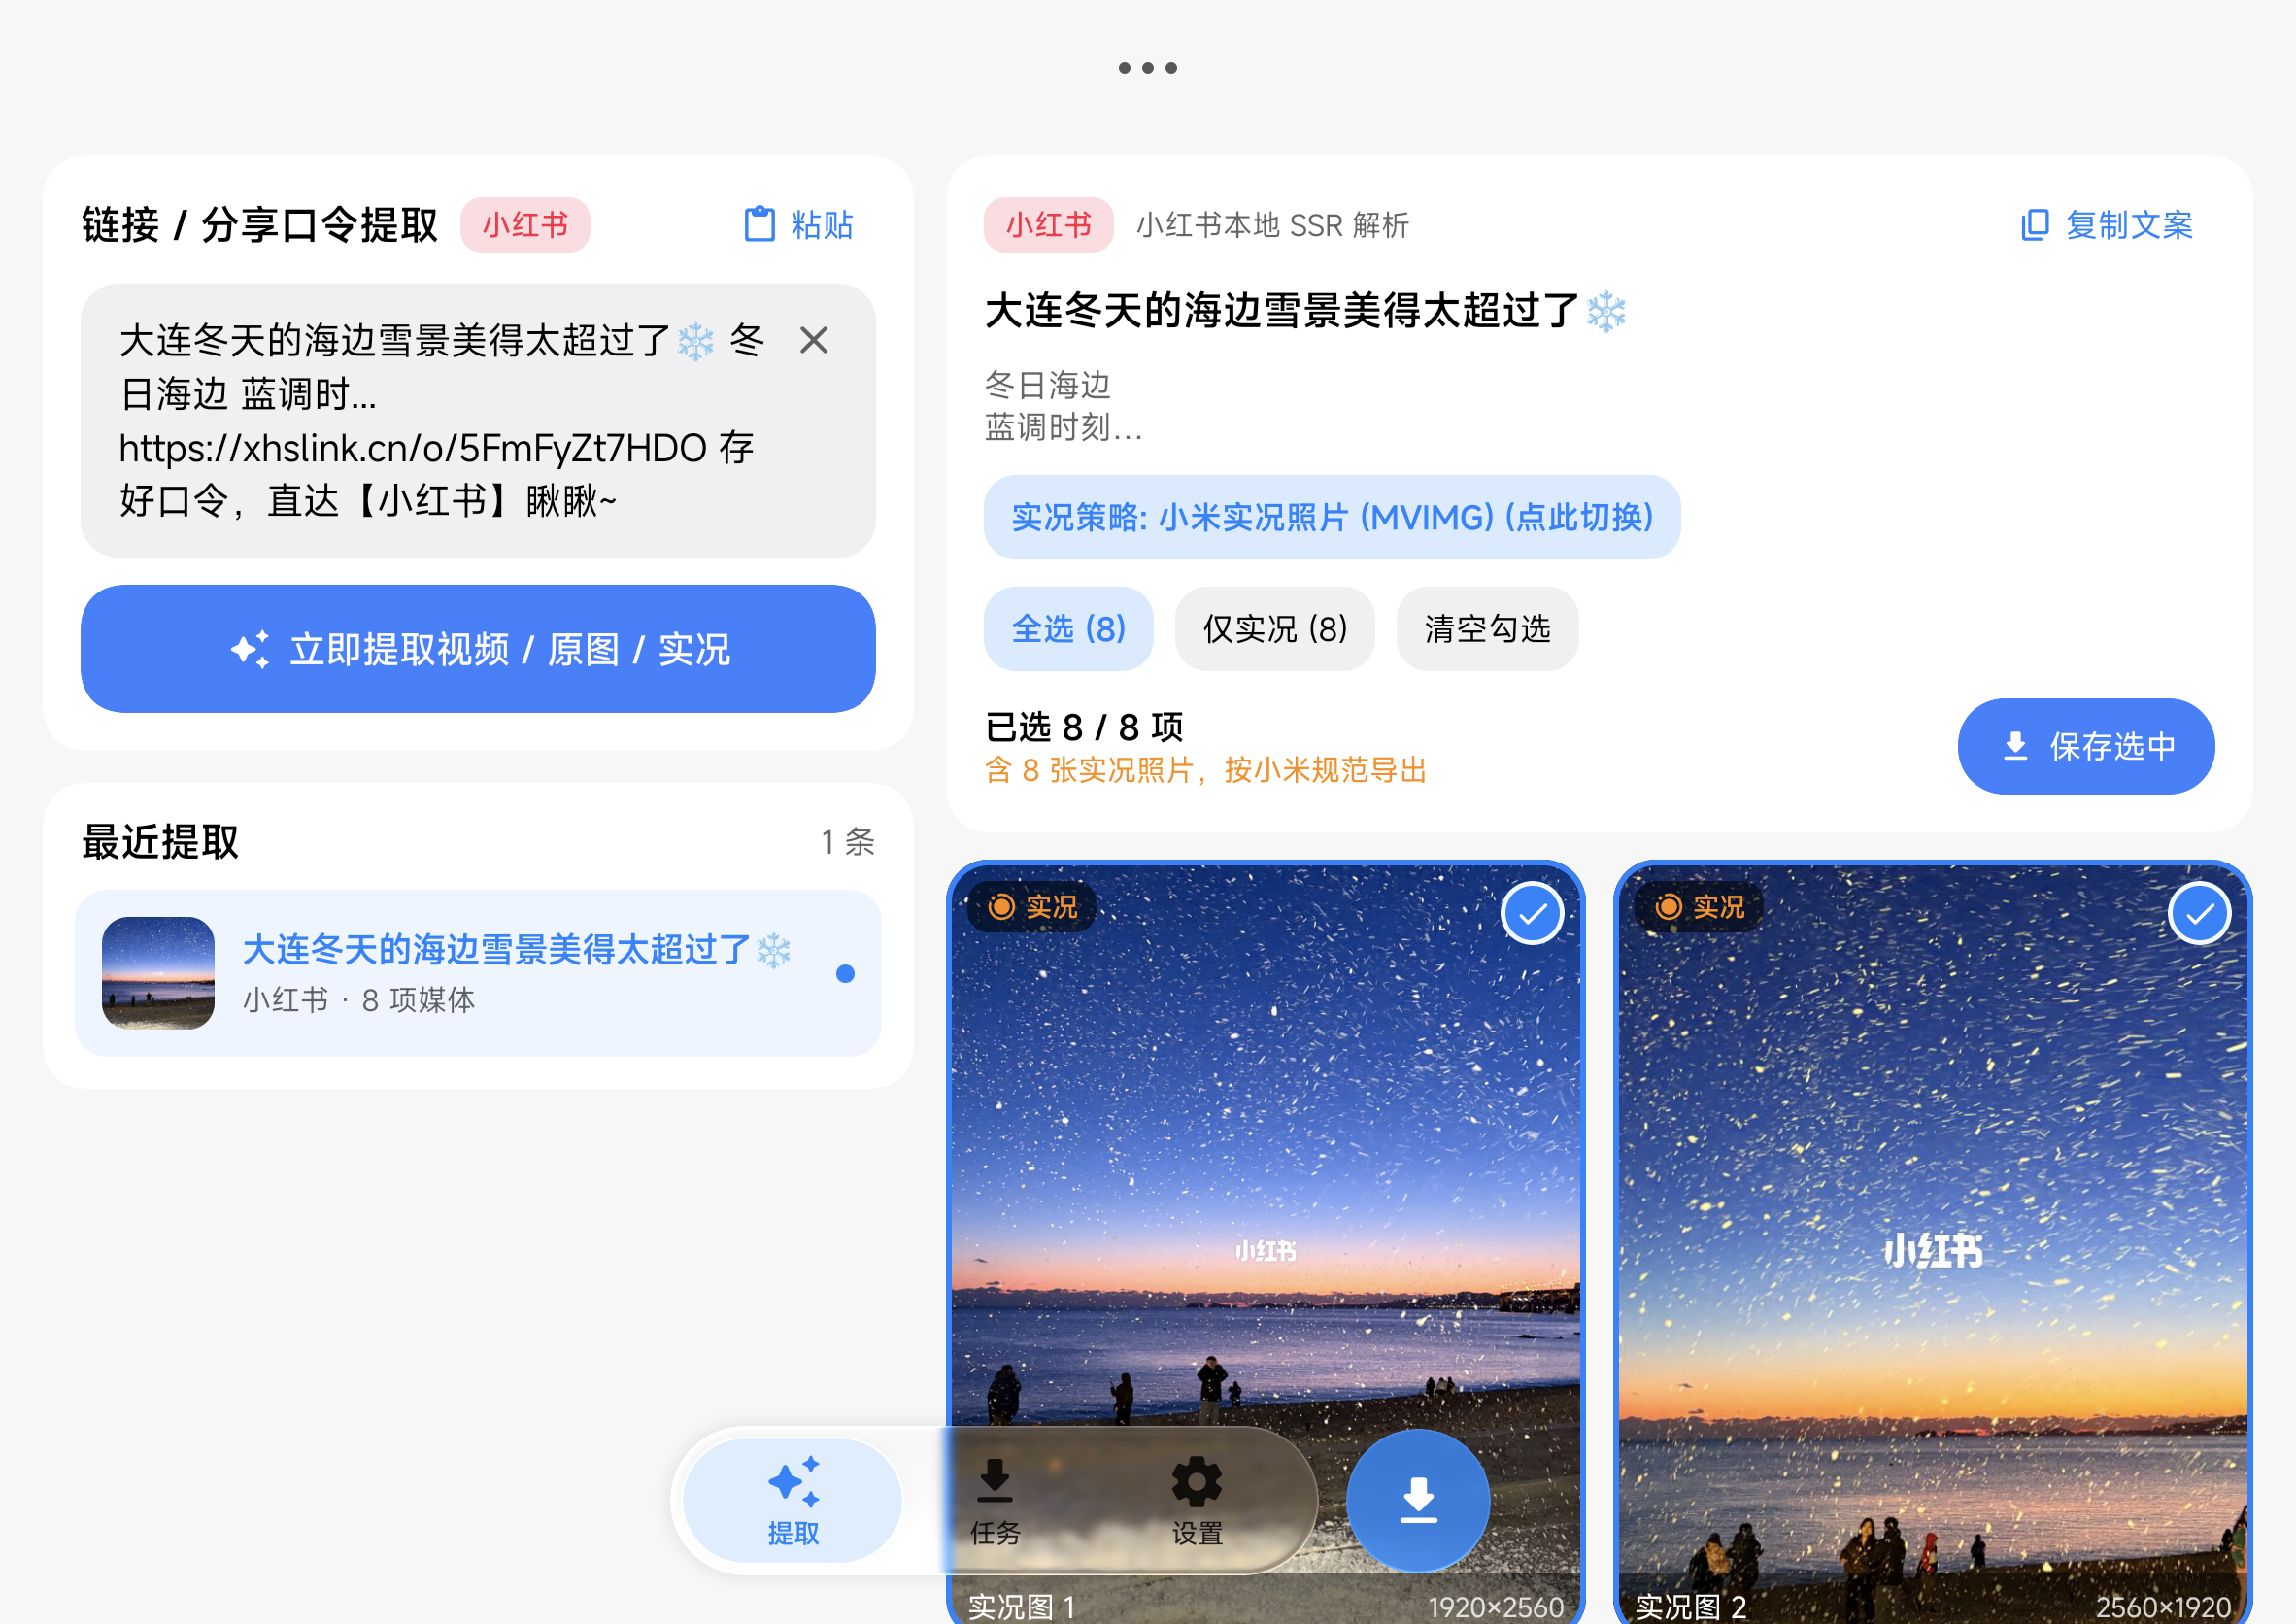 链接 / 分享口令提取
小红书
粘贴
大连冬天的海边雪景美得太超过了❄️ 冬
日海边 蓝调时...
https://xhslink.cn/o/5FmFyZt7HDO 存
好口令，直达【小红书】瞅瞅~
立即提取视频 / 原图 / 实况
最近提取
1 条
大连冬天的海边雪景美得太超过了❄️
小红书 · 8 项媒体
小红书
小红书本地 SSR 解析
复制文案
大连冬天的海边雪景美得太超过了❄️
冬日海边
蓝调时刻...
实况策略: 小米实况照片 (MVIMG) (点此切换)
全选 (8)
仅实况 (8)
清空勾选
已选 8 / 8 项
含 8 张实况照片，按小米规范导出
保存选中
实况
小红书
实况图 1
1920×2560
实况
小红书
实况图 2
2560×1920
提取
任务
设置